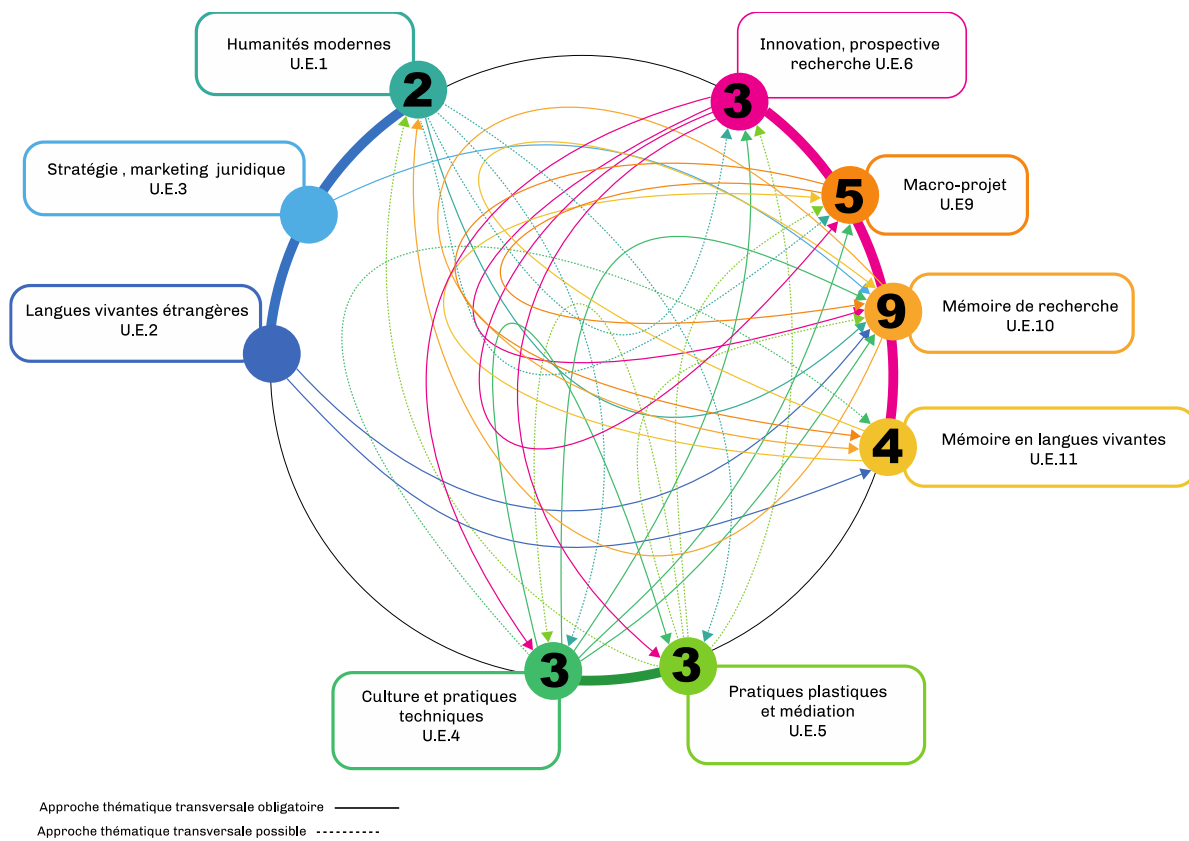 Humanités modernes
U.E.1
2
Innovation, prospective
recherche U.E.6
3
Stratégie , marketing  juridique
U.E.3
Macro-projet
U.E9
5
Langues vivantes étrangères
U.E.2
Mémoire de recherche
U.E.10
9
Mémoire en langues vivantes
U.E.11
4
3
Culture et pratiques
techniques
U.E.4
3
Pratiques plastiques
et médiation
U.E.5
Approche thématique transversale obligatoire
Approche thématique transversale possible